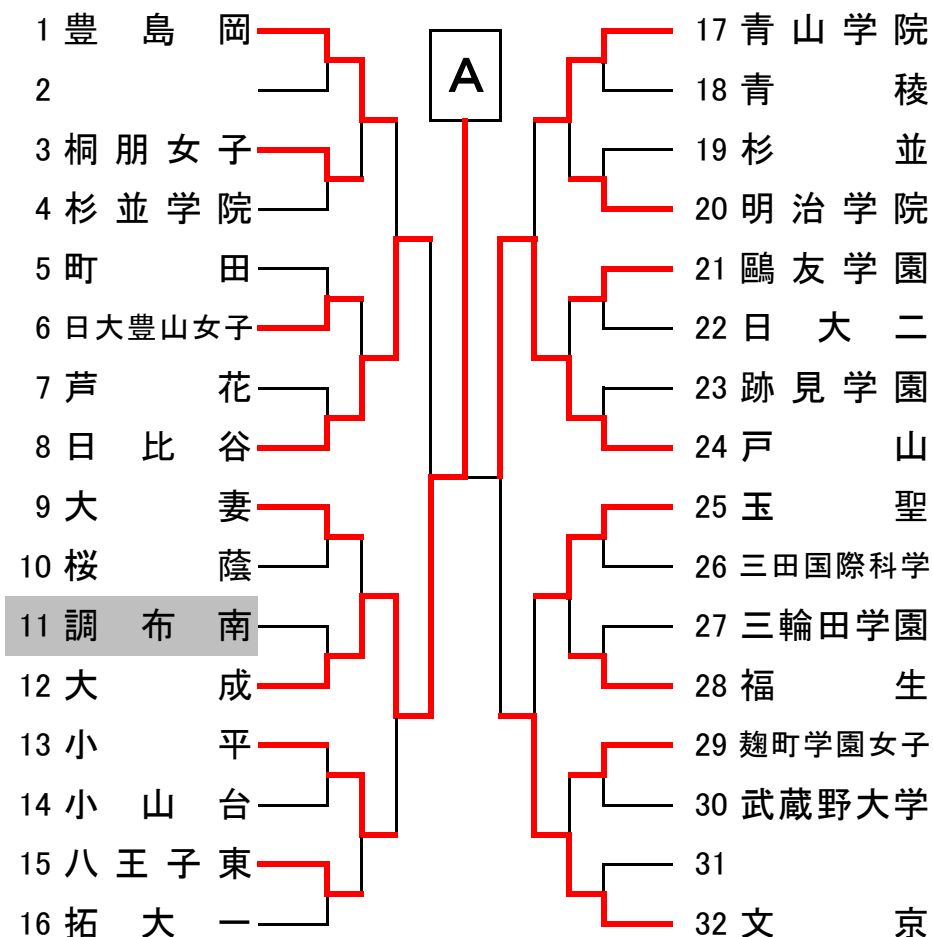 1 豊島岡
2
3 桐朋女子
4 杉並学院
5 町田
6 日大豊山女子
7 芦花
8 日比谷
9 大妻
10 桜蔭
11 調布南
12 大成
13 小平
14 小山台
15 八王子東
16 拓大一
A
17 青山学院
18 青稜
19 杉並
20 明治学院
21 鷗友学園
22 日大二
23 跡見学園
24 戸山
25 玉聖
26 三田国際科学
27 三輪田学園
28 福生
29 麹町学園女子
30 武蔵野大学
31
32 文京